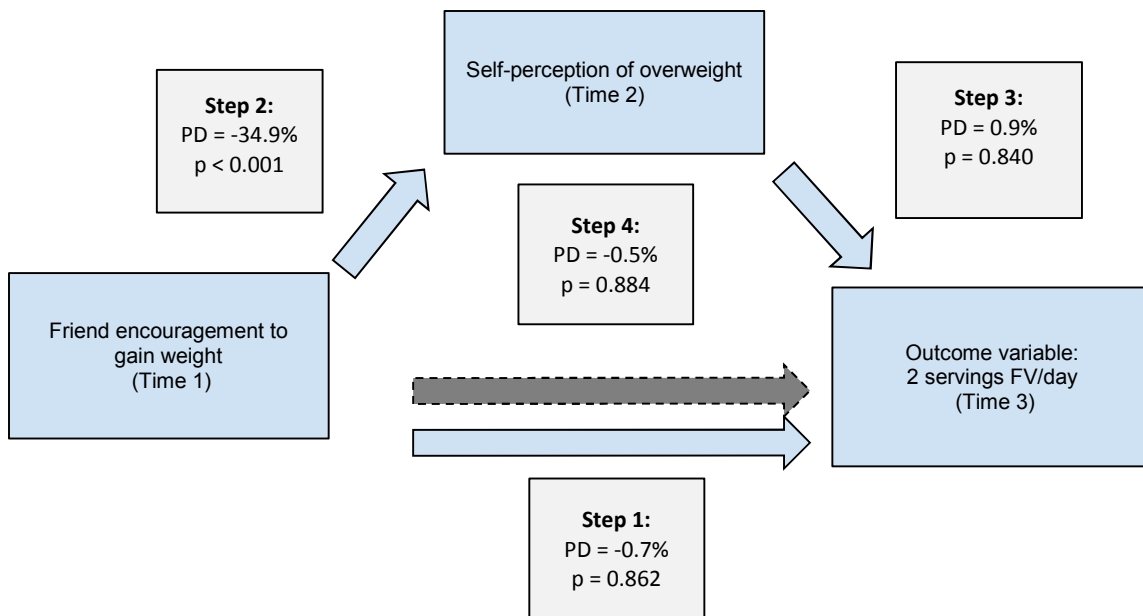 Self-perception of overweight
(Time 2)
Step 2:
PD = -34.9%
p < 0.001
Step 3:
PD = 0.9%
p = 0.840
Step 4:
PD = -0.5%
p = 0.884
Friend encouragement to
gain weight
(Time 1)
Outcome variable:
2 servings FV/day
(Time 3)
Step 1:
PD = -0.7%
p = 0.862